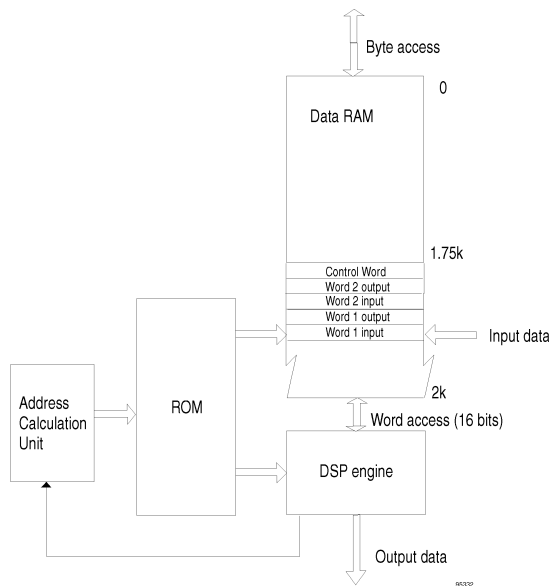 Byte access
0
Data RAM
1.75k
Control Word
Word 2 output
Word 2 input
Word 1 output
Word 1 input
Input data
2k
Address
Calculation
Unit
ROM
Word access (16 bits)
DSP engine
Output data
95332